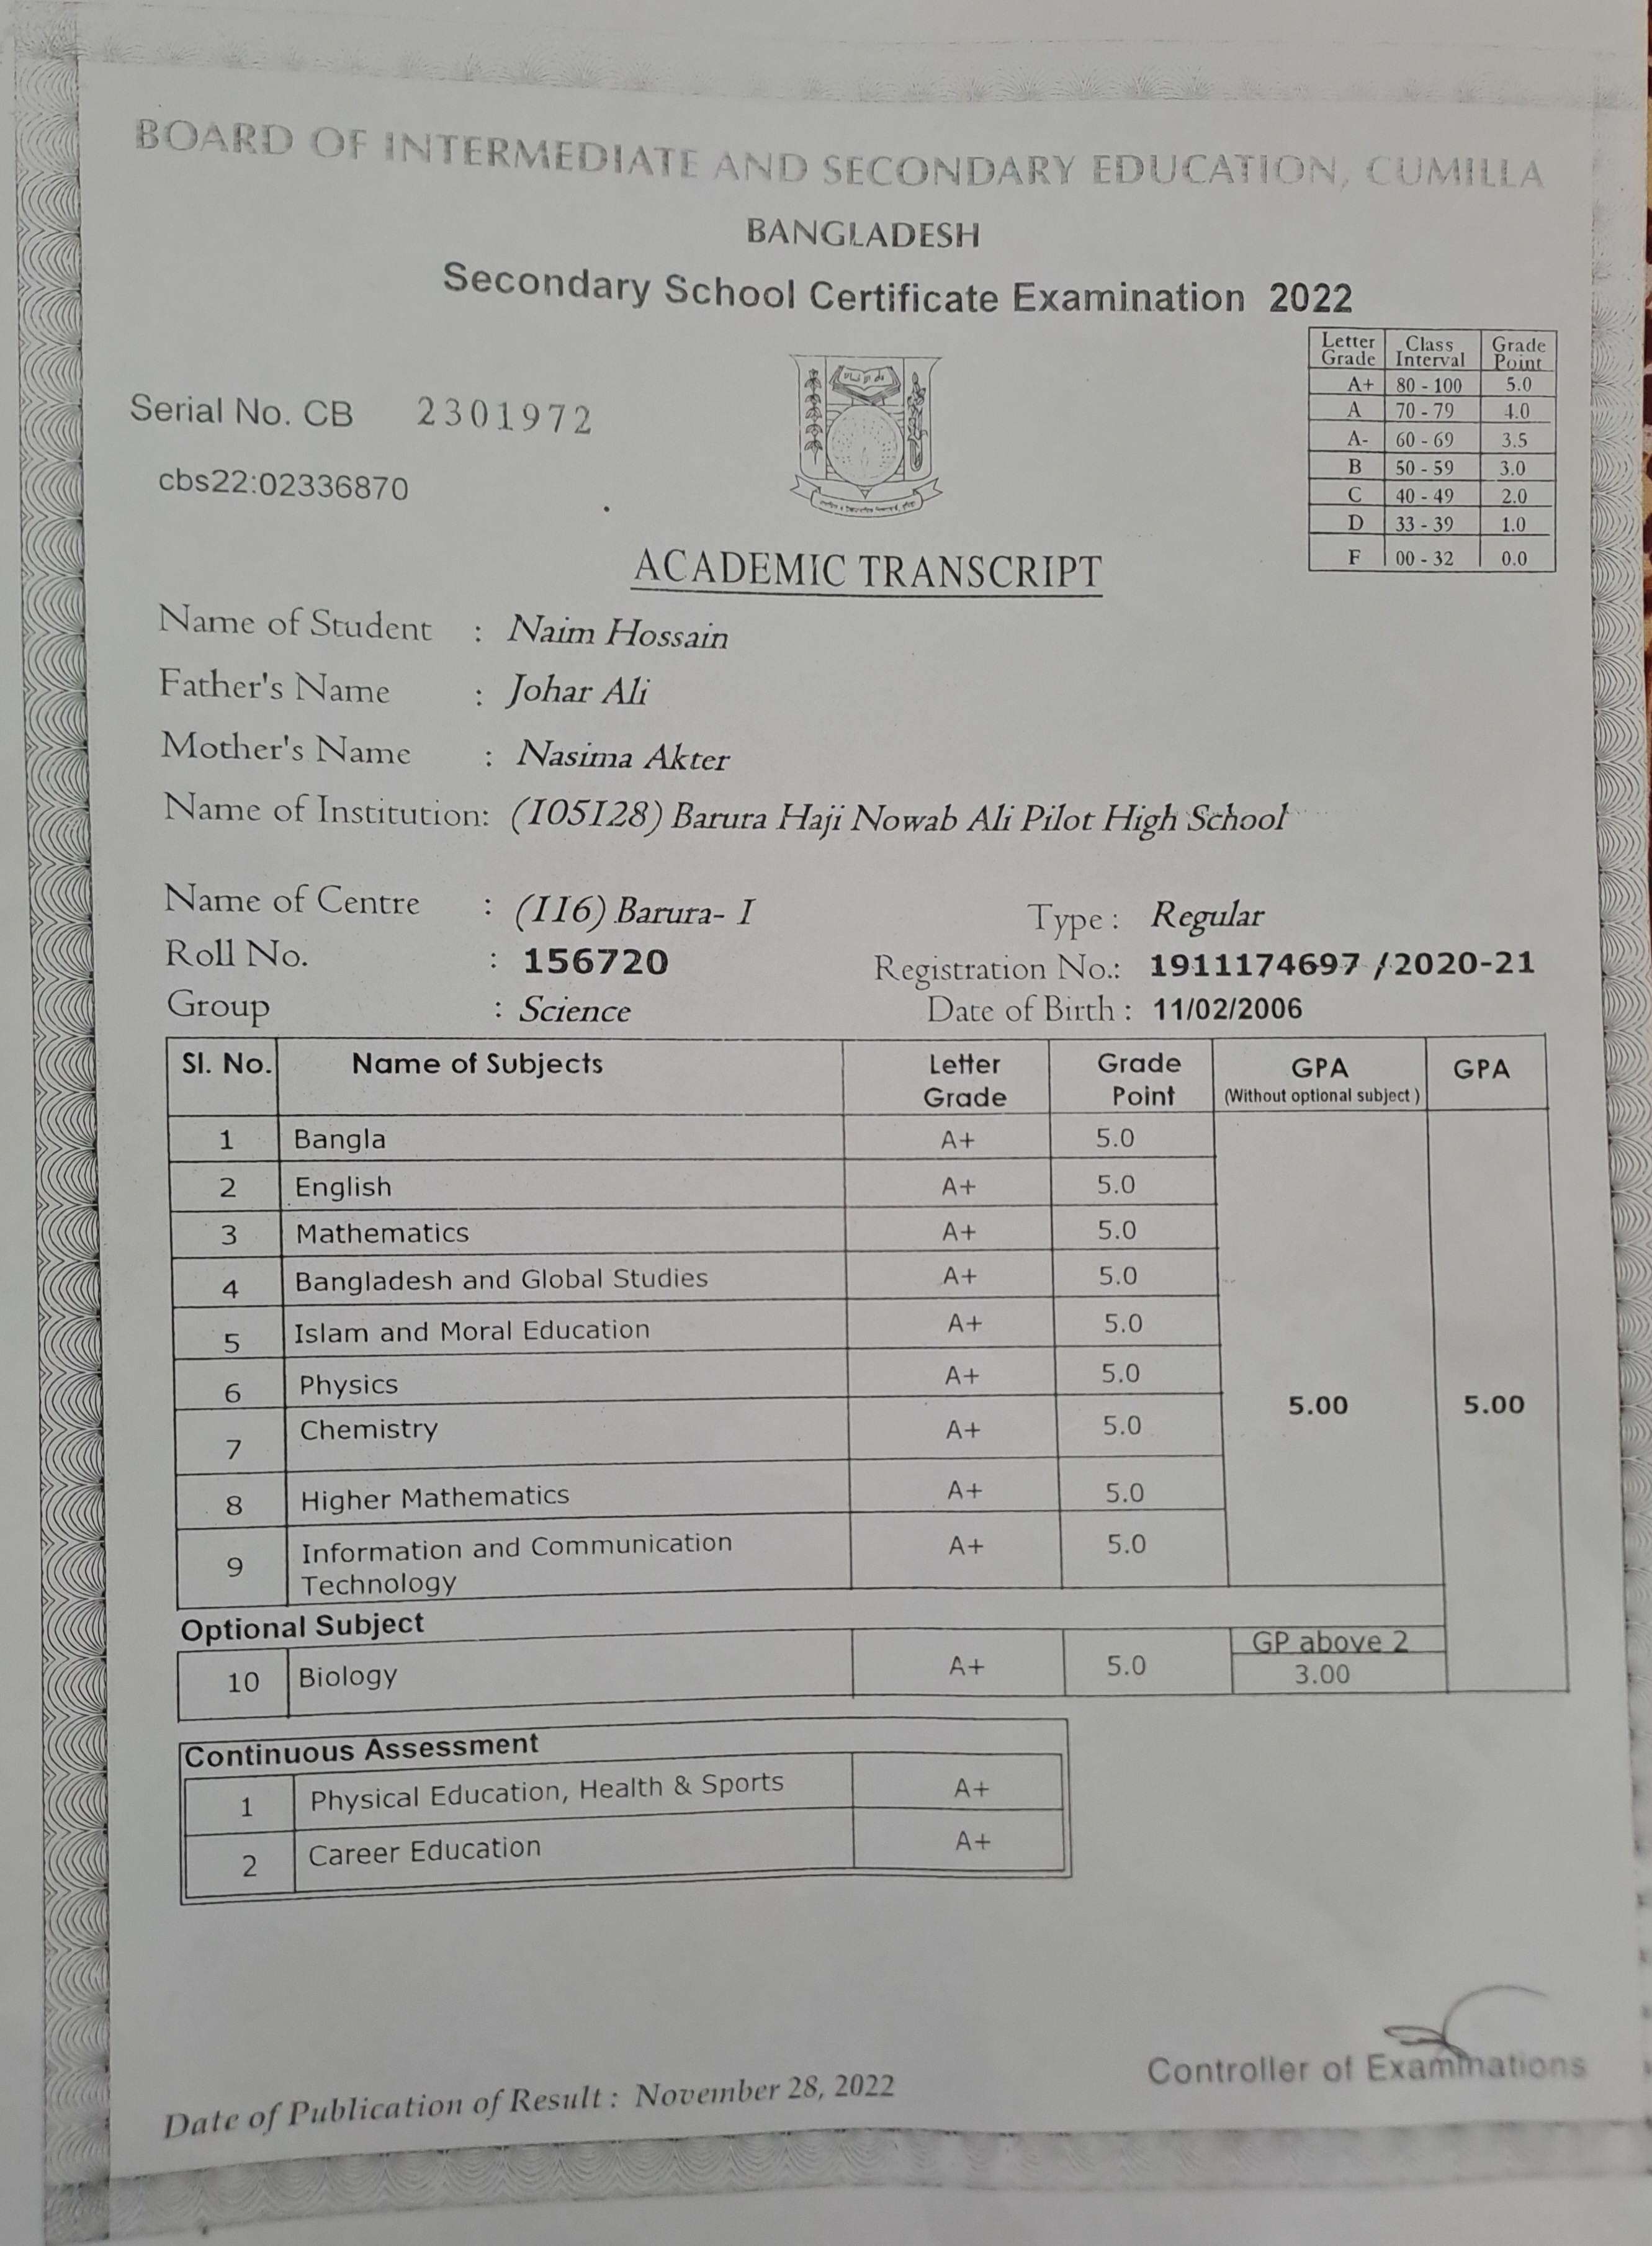 BOARD OF INTERMEDIATE AND SECONDARY EDUCATION, CUMILLA
BANGLADESH
Secondary School Certificate Examination 2022
Letter Grade Class Interval Grade Point
A+ 80 - 100 5.0
A 70 - 79 4.0
A- 60 - 69 3.5
B 50 - 59 3.0
C 40 - 49 2.0
D 33 - 39 1.0
F 00 - 32 0.0
Serial No. CB 2301972
cbs22:02336870
ACADEMIC TRANSCRIPT
Name of Student : Naim Hossain
Father's Name : Johar Ali
Mother's Name : Nasima Akter
Name of Institution: (105128) Barura Haji Nowab Ali Pilot High School
Name of Centre : (116) Barura- I Type : Regular
Roll No. : 156720 Registration No.: 1911174697 /2020-21
Group : Science Date of Birth : 11/02/2006
Sl. No. Name of Subjects Letter Grade Grade Point GPA (Without optional subject ) GPA
1 Bangla A+ 5.0
2 English A+ 5.0
3 Mathematics A+ 5.0
4 Bangladesh and Global Studies A+ 5.0
5 Islam and Moral Education A+ 5.0
6 Physics A+ 5.0
5.00 5.00
7 Chemistry A+ 5.0
8 Higher Mathematics A+ 5.0
9 Information and Communication Technology A+ 5.0
Optional Subject
GP above 2
10 Biology A+ 5.0 3.00
Continuous Assessment
1 Physical Education, Health & Sports A+
2 Career Education A+
Controller of Examinations
Date of Publication of Result : November 28, 2022